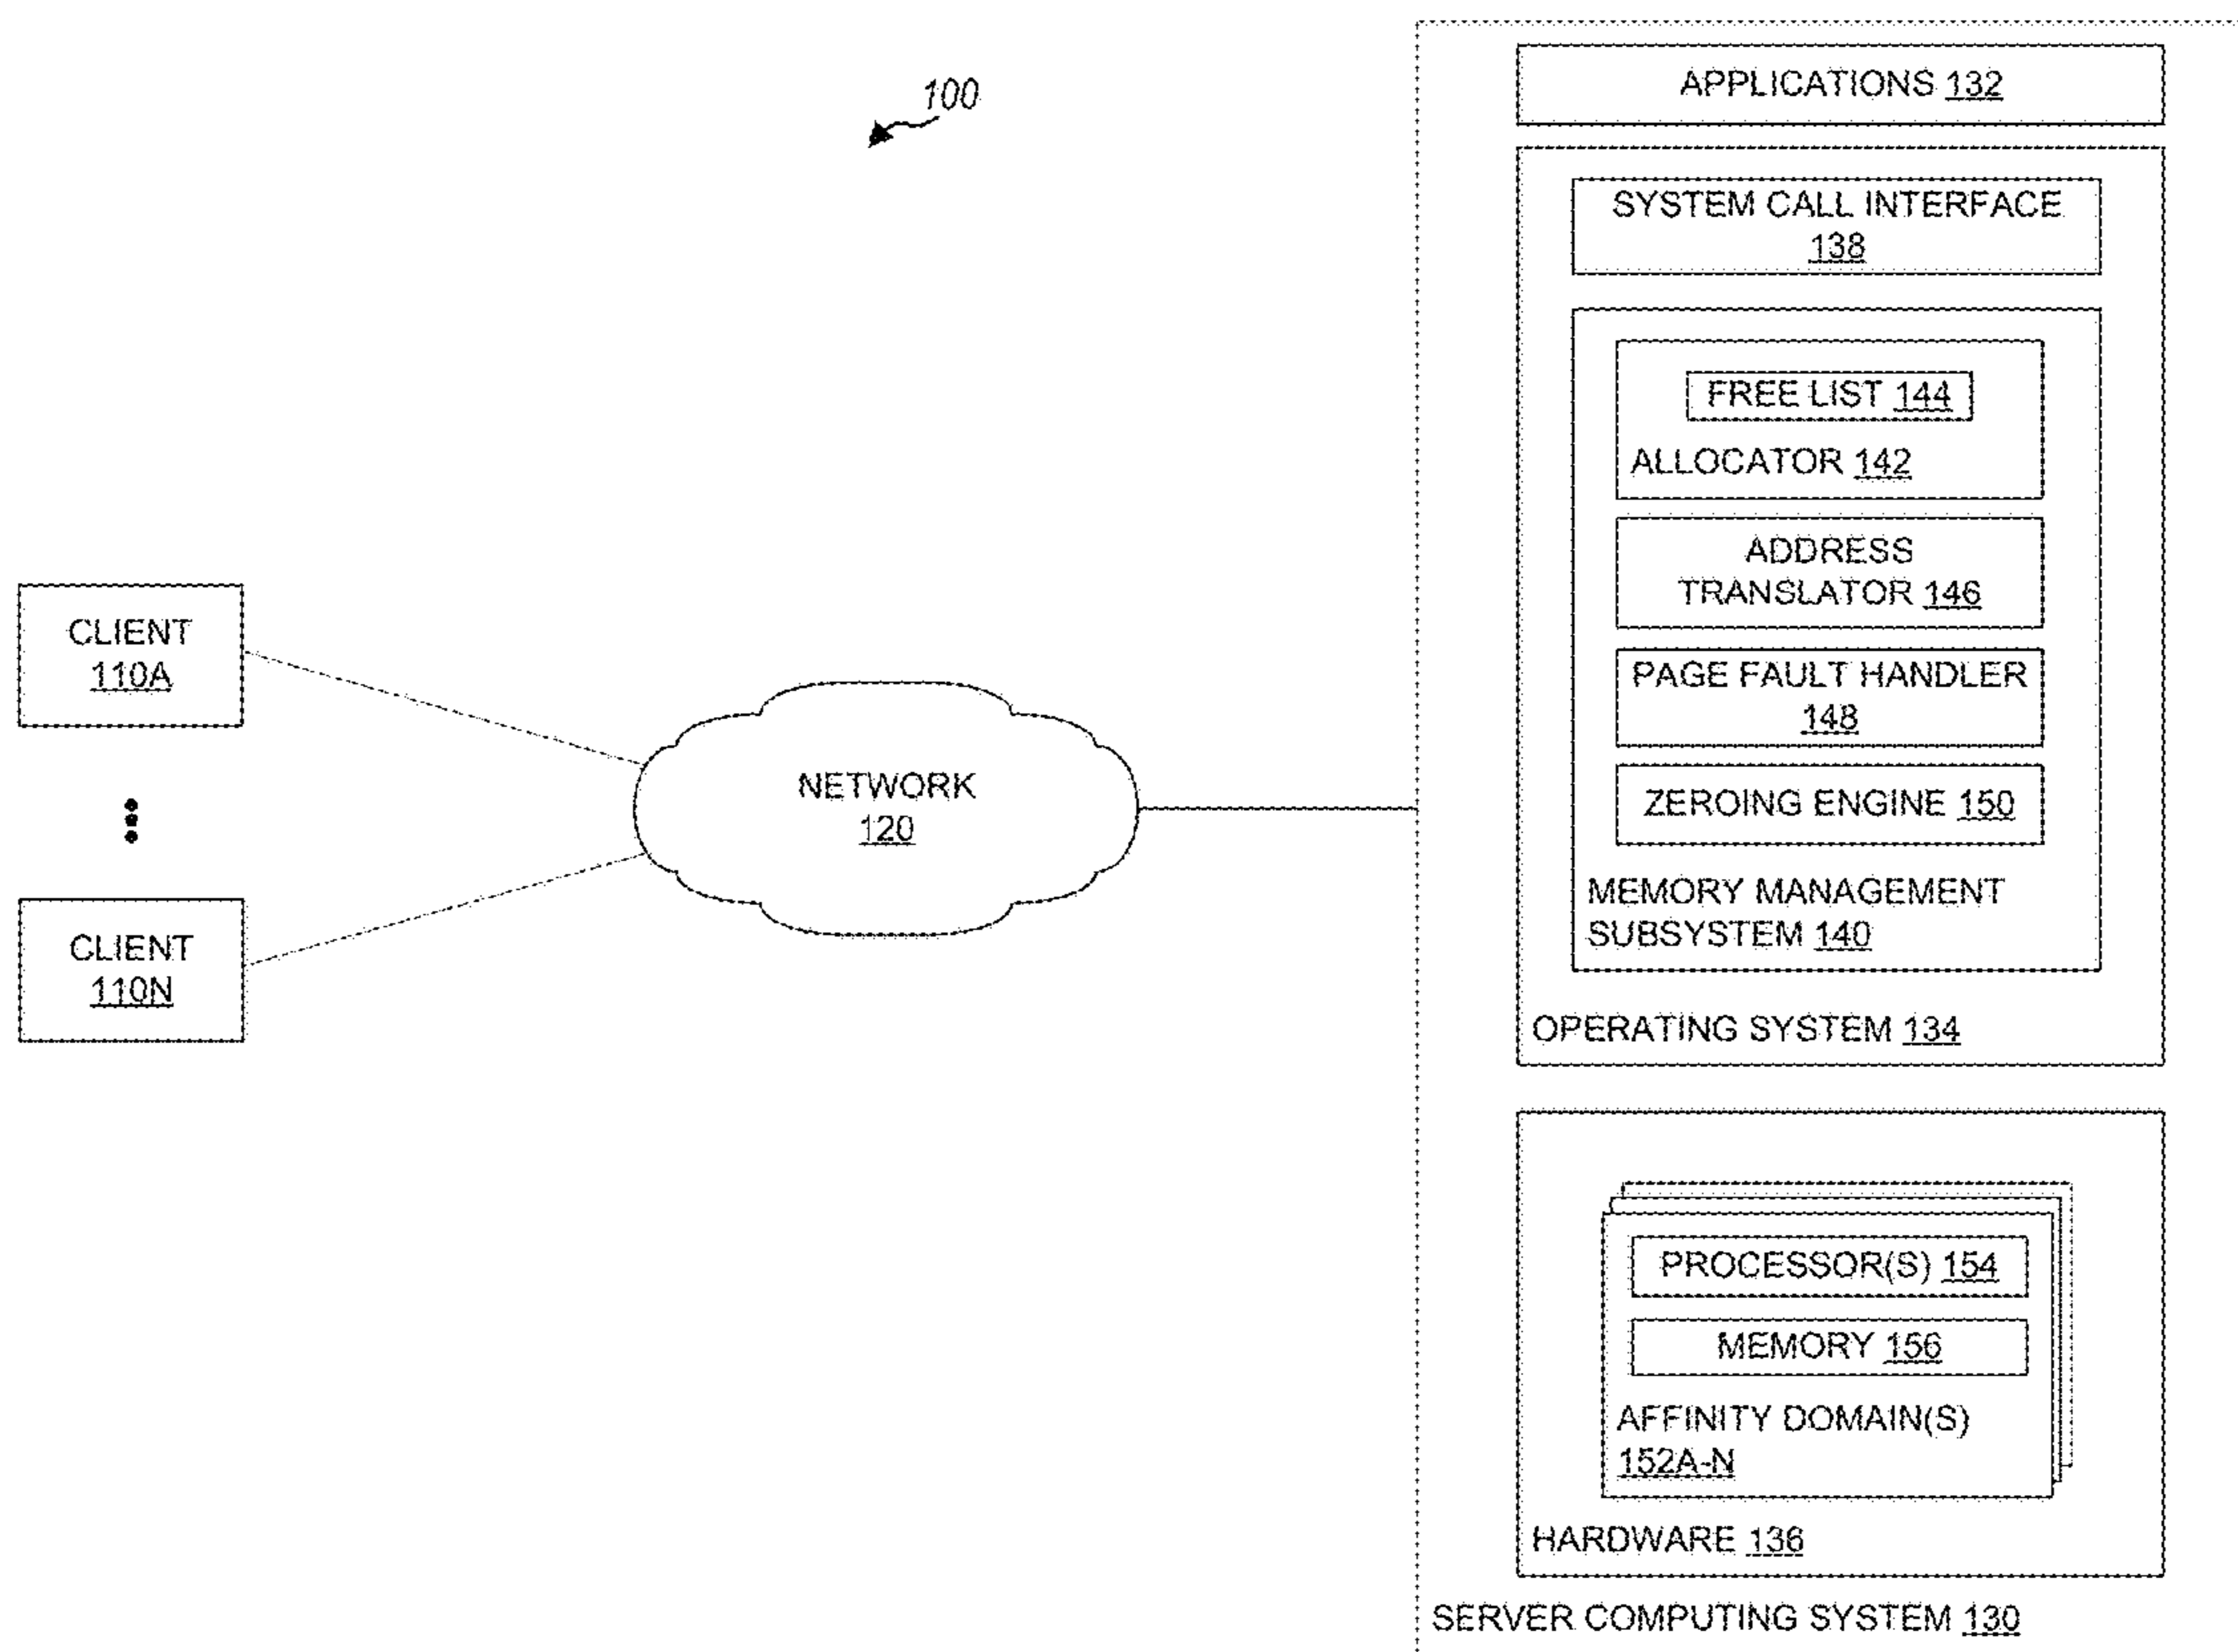 100
CLIENT
110A
CLIENT
110N
NETWORK
120
APPLICATIONS 132
SYSTEM CALL INTERFACE
138
FREE LIST 144
ALLOCATOR 142
ADDRESS
TRANSLATOR 146
PAGE FAULT HANDLER
148
ZEROING ENGINE 150
MEMORY MANAGEMENT
SUBSYSTEM 140
OPERATING SYSTEM 134
PROCESSOR(S) 154
MEMORY 156
AFFINITY DOMAIN(S)
152A-N
HARDWARE 136
SERVER COMPUTING SYSTEM 130